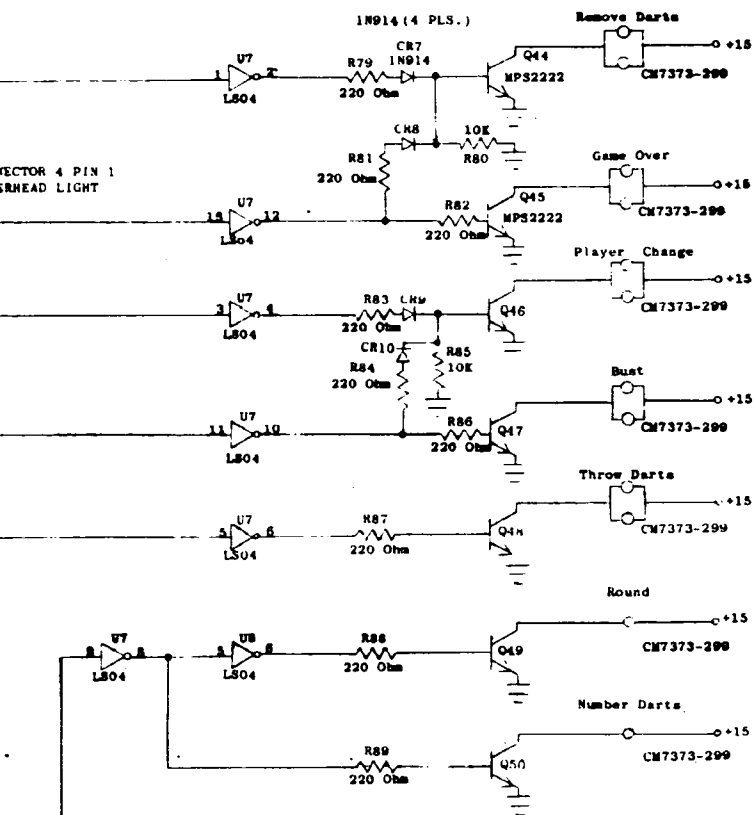 1N914 (4 PLS.)
Remove Darts
U7
R79
CR7
1N914
Q44
+15
1
2
MPS2222
CM7373-299
LS04
220 Ohm
CR8
10K
R80
ECTOR 4 PIN 1
ERHEAD LIGHT
R81
220 Ohm
Game Over
U7
R82
Q45
+15
12
MPS2222
CM7373-299
LS04
220 Ohm
Player Change
U7
R83
CR9
+15
3
4
Q46
LS04
220 Ohm
CM7373-299
CR10
R84
220 Ohm
R85
10K
Bust
U7
R86
+15
11
10
Q47
LS04
220 Ohm
CM7373-299
Throw Darts
U7
R87
+15
5
6
Q48
LS04
220 Ohm
CM7373-299
Round
+15
U7
U8
R88
9
8
5
6
Q49
CM7373-299
LS04
LS04
220 Ohm
Number Darts
+15
R89
Q50
220 Ohm
CM7373-299